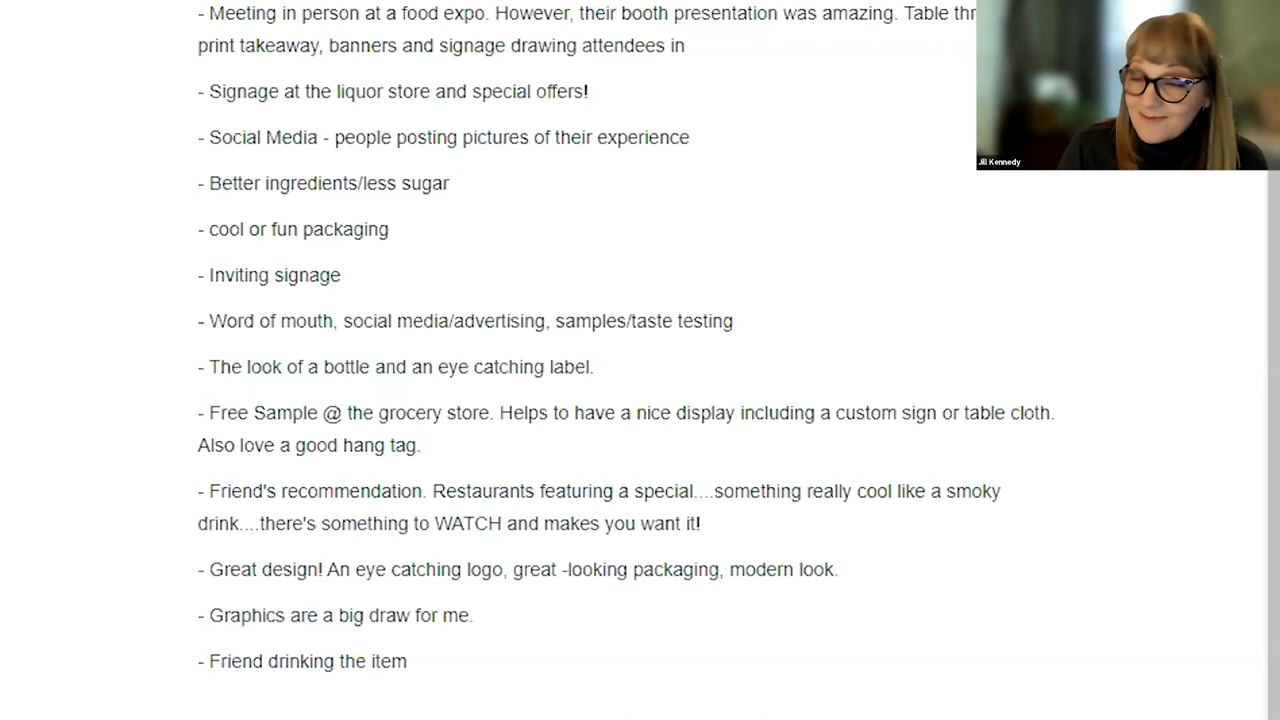 - Meeting in person at a food expo. However, their booth presentation was amazing. Table
print takeaway, banners and signage drawing attendees in
- Signage at the liquor store and special offers!
- Social Media - people posting pictures of their experience
- Better ingredients/less sugar
- cool or fun packaging
- Inviting signage
- Word of mouth, social media/advertising, samples/taste testing
- The look of a bottle and an eye catching label.
- Free Sample @ the grocery store. Helps to have a nice display including a custom sign or table cloth.
Also love a good hang tag.
- Friend's recommendation. Restaurants featuring a special....something really cool like a smoky
drink....there's something to WATCH and makes you want it!
- Great design! An eye catching logo, great -looking packaging, modern look.
- Graphics are a big draw for me.
- Friend drinking the item
Jill Kennedy